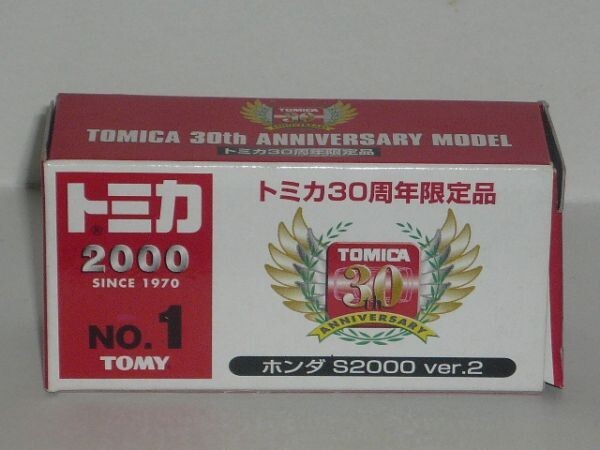 TOMICA
30
ANNIVERSARY
TOMICA 30th ANNIVERSARY MODEL
トミカ30周年限定品
トミカ
®
2000
SINCE 1970
NO. 1
TOMY
トミカ30周年限定品
TOMICA
30th
ANNIVERSARY
ホンダ S2000 ver.2